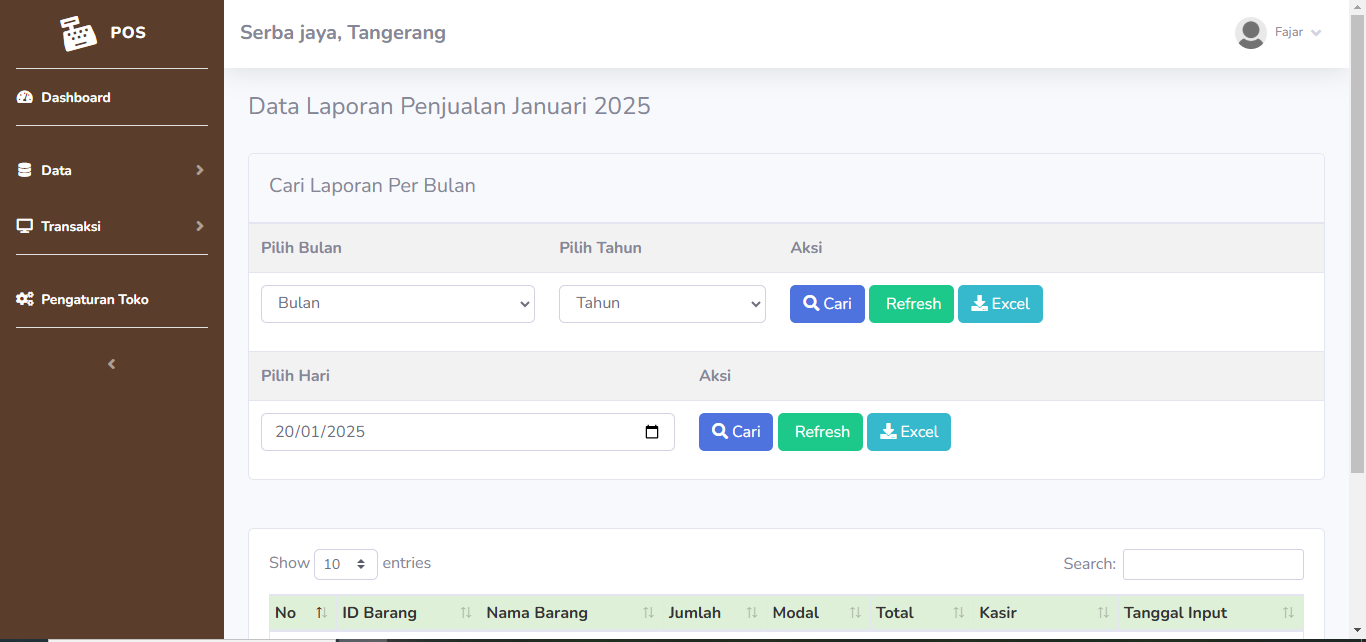 POS
Serba jaya, Tangerang
Fajar
Dashboard
Data
Transaksi
Pengaturan Toko
Data Laporan Penjualan Januari 2025
Cari Laporan Per Bulan
Pilih Bulan Pilih Tahun Aksi
Bulan Tahun Cari Refresh Excel
Pilih Hari Aksi
20/01/2025 Cari Refresh Excel
Show 10 entries Search:
No ID Barang Nama Barang Jumlah Modal Total Kasir Tanggal Input